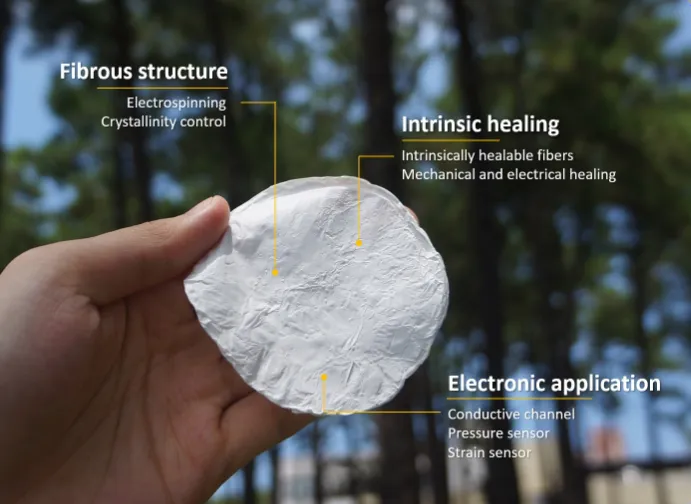 Fibrous structure
Electrospinning
Crystallinity control
Intrinsic healing
Intrinsically healable fibers
Mechanical and electrical healing
Electronic application
Conductive channel
Pressure sensor
Strain sensor